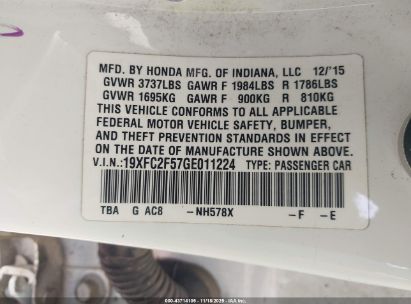 MFD. BY HONDA MFG. OF INDIANA, LLC 12/'15
GVWR 3737LBS GAWR F 1984LBS R 1786LBS
GVWR 1695KG GAWR F 900KG R 810KG
THIS VEHICLE CONFORMS TO ALL APPLICABLE
FEDERAL MOTOR VEHICLE SAFETY, BUMPER,
AND THEFT PREVENTION STANDARDS IN EFFECT
ON THE DATE OF MANUFACTURE SHOWN ABOVE.
V.I.N.:19XFC2F57GE011224 TYPE: PASSENGER CAR
TBA G AC8 -NH578X -F -E